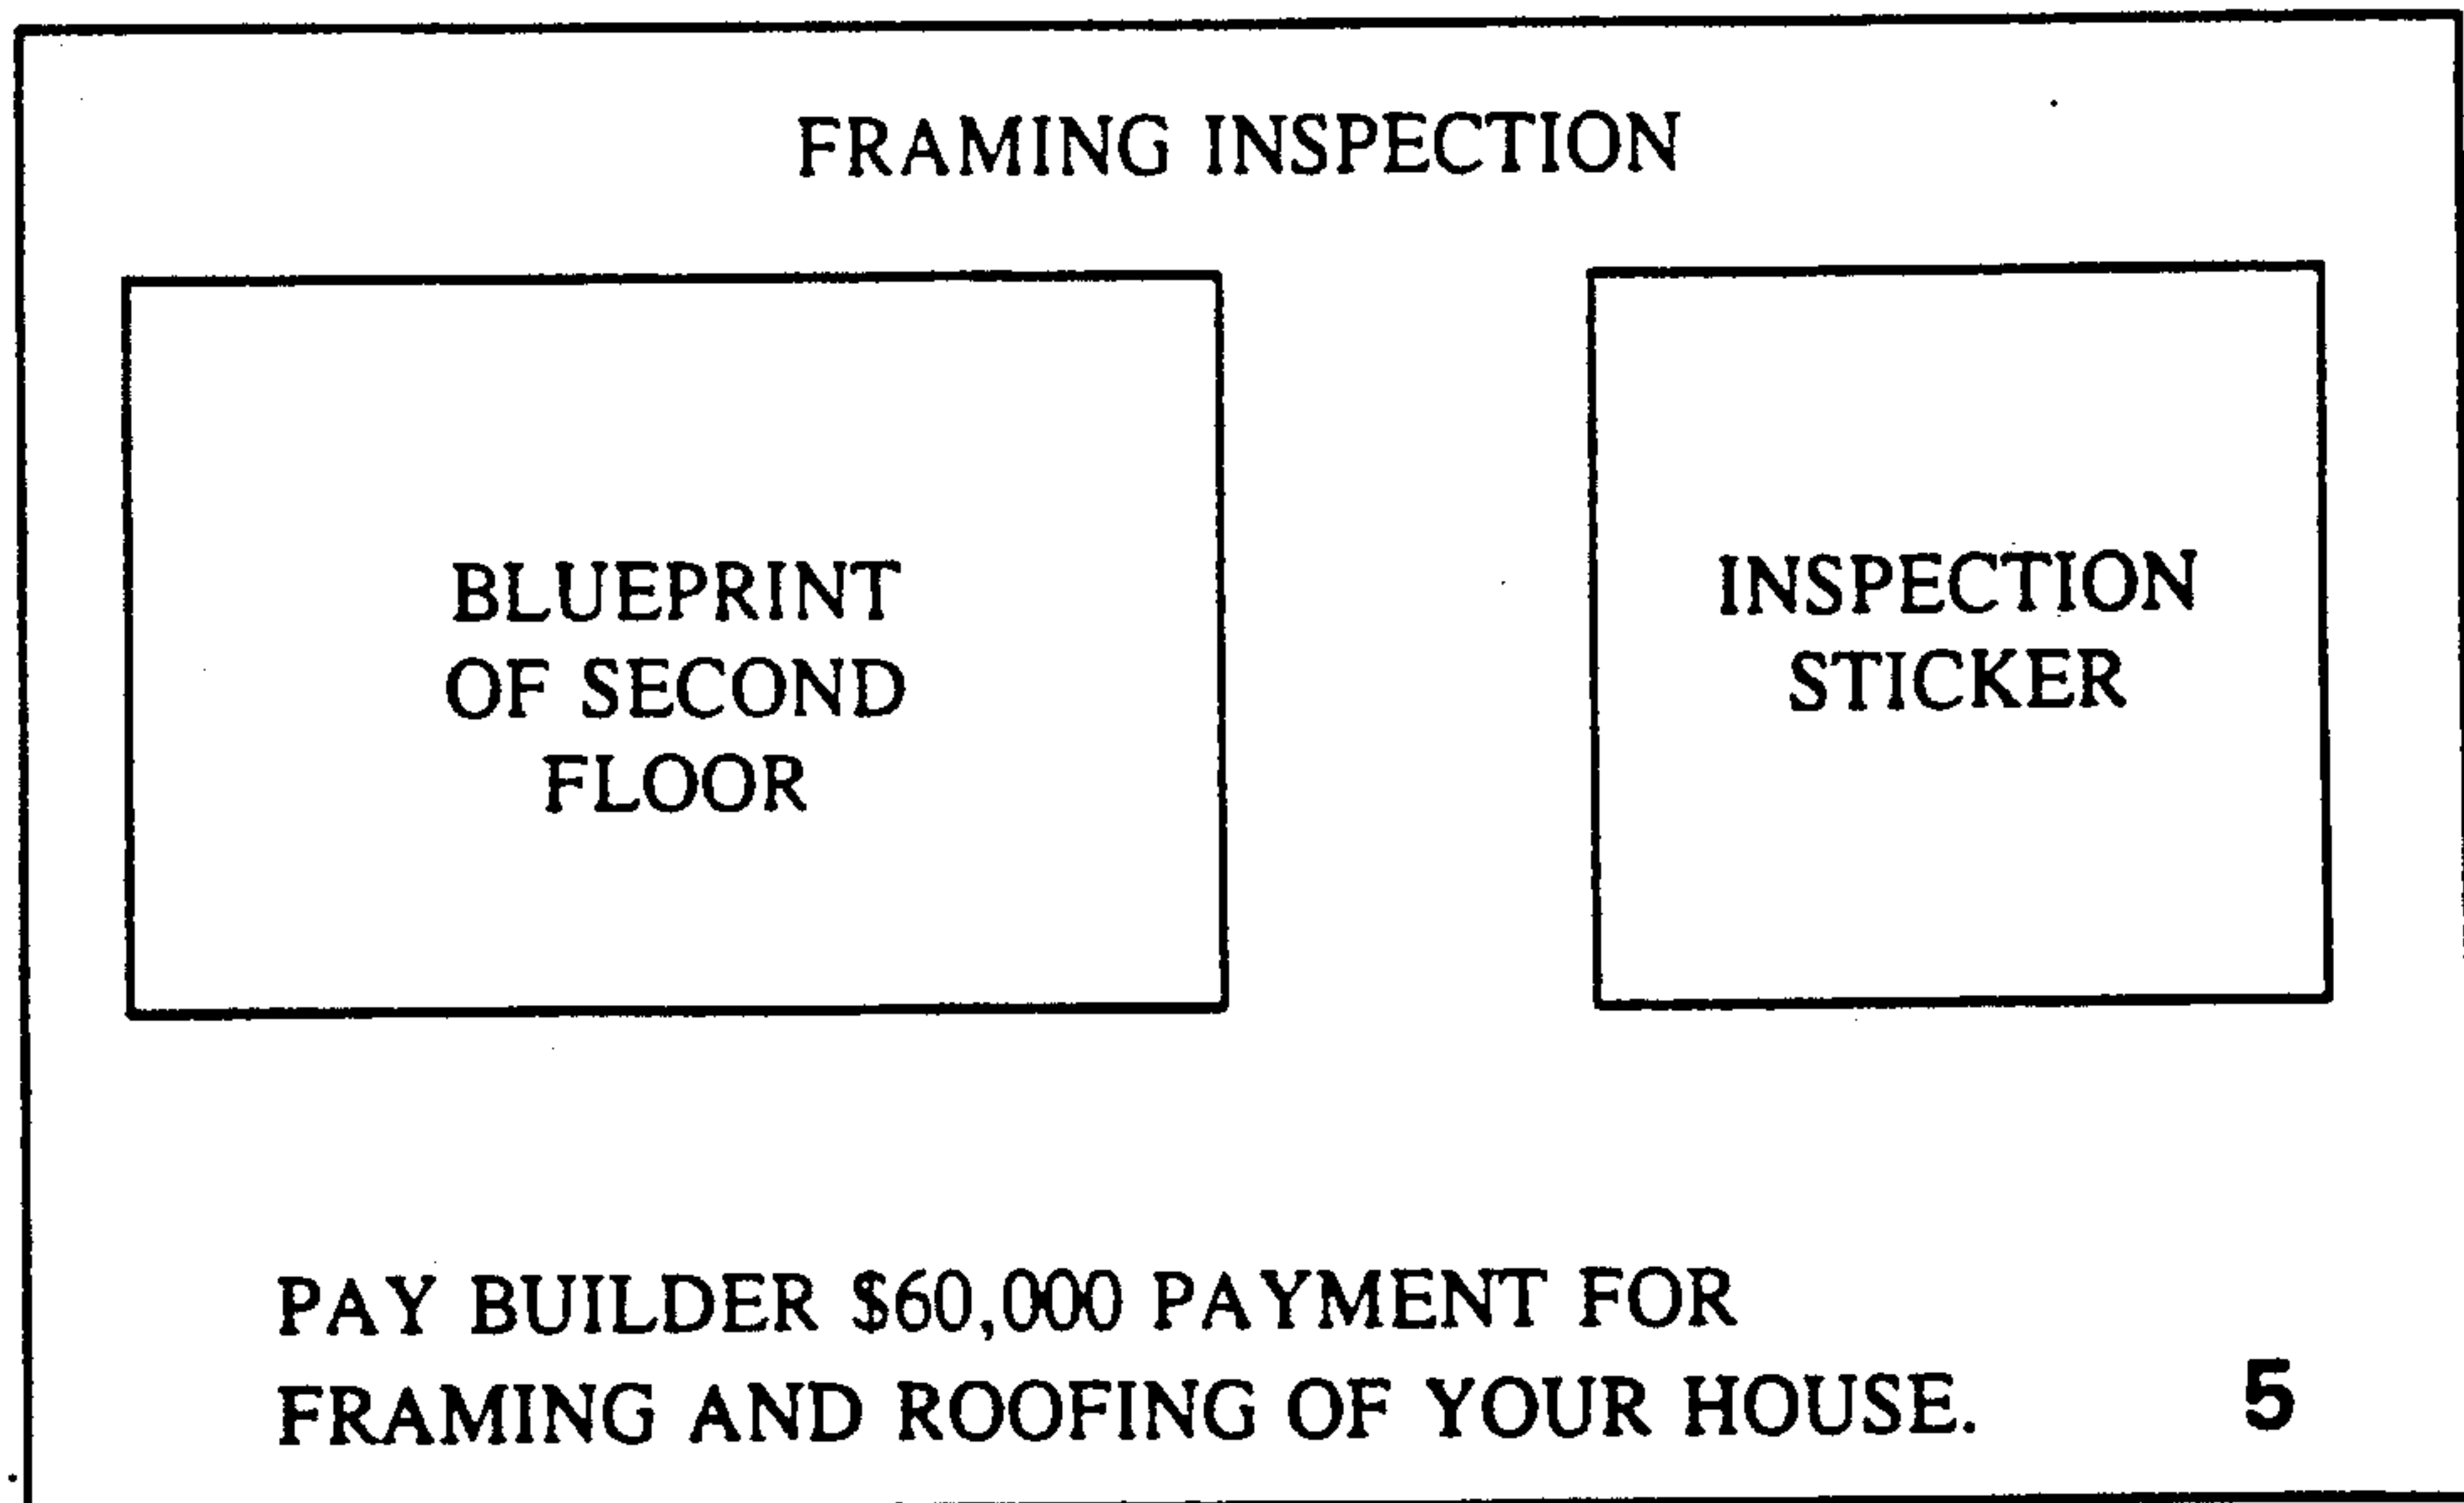 FRAMING INSPECTION
BLUEPRINT
OF SECOND
FLOOR
INSPECTION
STICKER
PAY BUILDER $60,000 PAYMENT FOR
FRAMING AND ROOFING OF YOUR HOUSE.
5